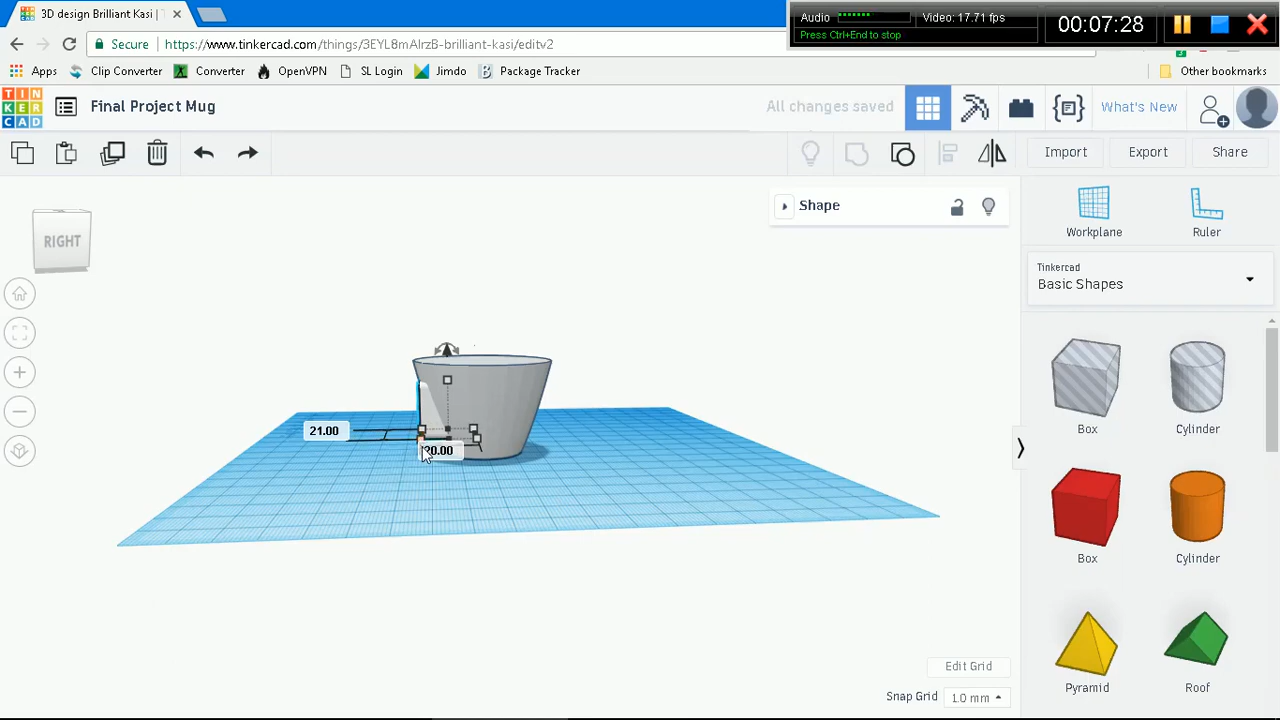 3D design Brilliant Kasi | T
Audio
Video: 17.71 fps
Press Ctrl+End to stop
00:07:28
Secure
https://www.tinkercad.com/things/3EYL8mAlrzB-brilliant-kasi/editv2
Apps
Clip Converter
Converter
OpenVPN
SL Login
Jimdo
Package Tracker
Other bookmarks
TIN
KER
CAD
Final Project Mug
All changes saved
What's New
Import
Export
Share
RIGHT
Shape
Workplane
Ruler
Tinkercad
Basic Shapes
21.00
20.00
Box
Cylinder
Box
Cylinder
Pyramid
Roof
Edit Grid
Snap Grid
1.0 mm